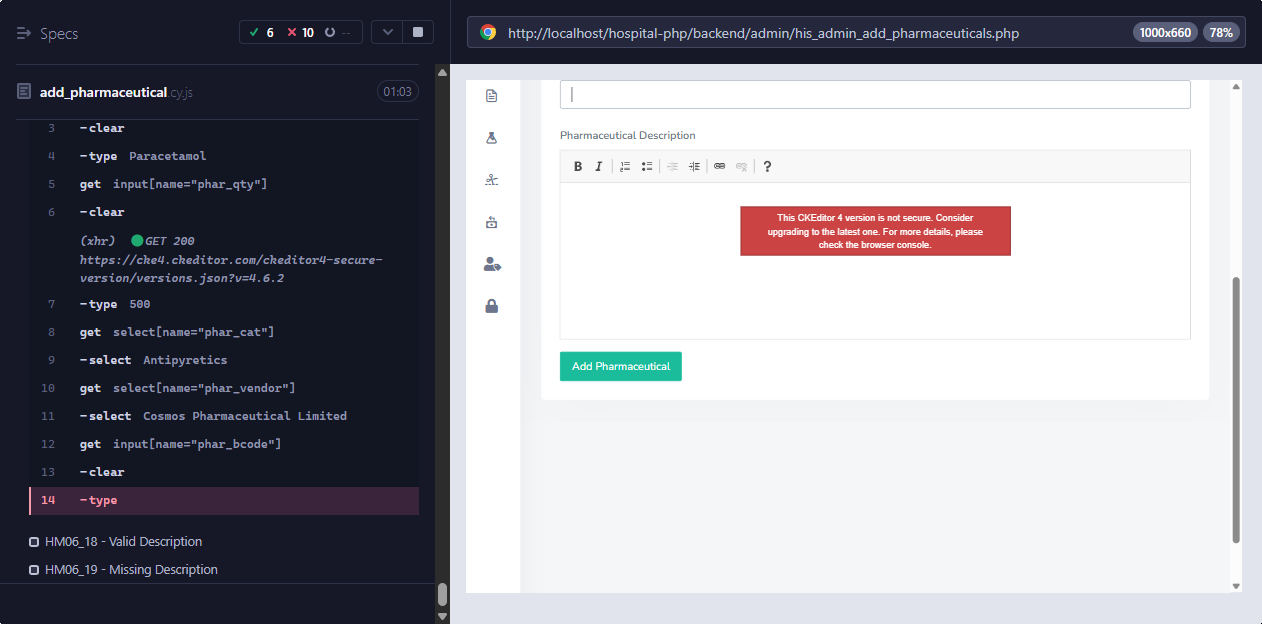 Specs
6
10
--
add_pharmaceutical.cy.js
01:03
3 -clear
4 -type Paracetamol
5 get input[name="phar_qty"]
6 -clear
(xhr) GET 200
https://cke4.ckeditor.com/ckeditor4-secure-
version/versions.json?v=4.6.2
7 -type 500
8 get select[name="phar_cat"]
9 -select Antipyretics
10 get select[name="phar_vendor"]
11 -select Cosmos Pharmaceutical Limited
12 get input[name="phar_bcode"]
13 -clear
14 -type
HM06_18 - Valid Description
HM06_19 - Missing Description
http://localhost/hospital-php/backend/admin/his_admin_add_pharmaceuticals.php
1000x660
78%
Pharmaceutical Description
B I ?
This CKEditor 4 version is not secure. Consider
upgrading to the latest one. For more details, please
check the browser console.
Add Pharmaceutical